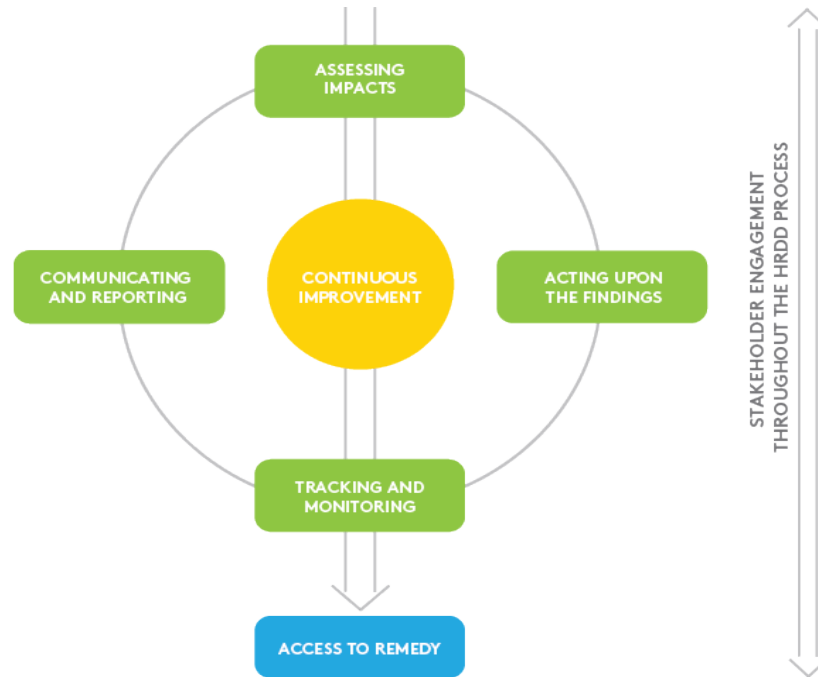 ASSESSING
IMPACTS
COMMUNICATING
AND REPORTING
CONTINUOUS
IMPROVEMENT
ACTING UPON
THE FINDINGS
TRACKING AND
MONITORING
ACCESS TO REMEDY
STAKEHOLDER ENGAGEMENT
THROUGHOUT THE HRDD PROCESS